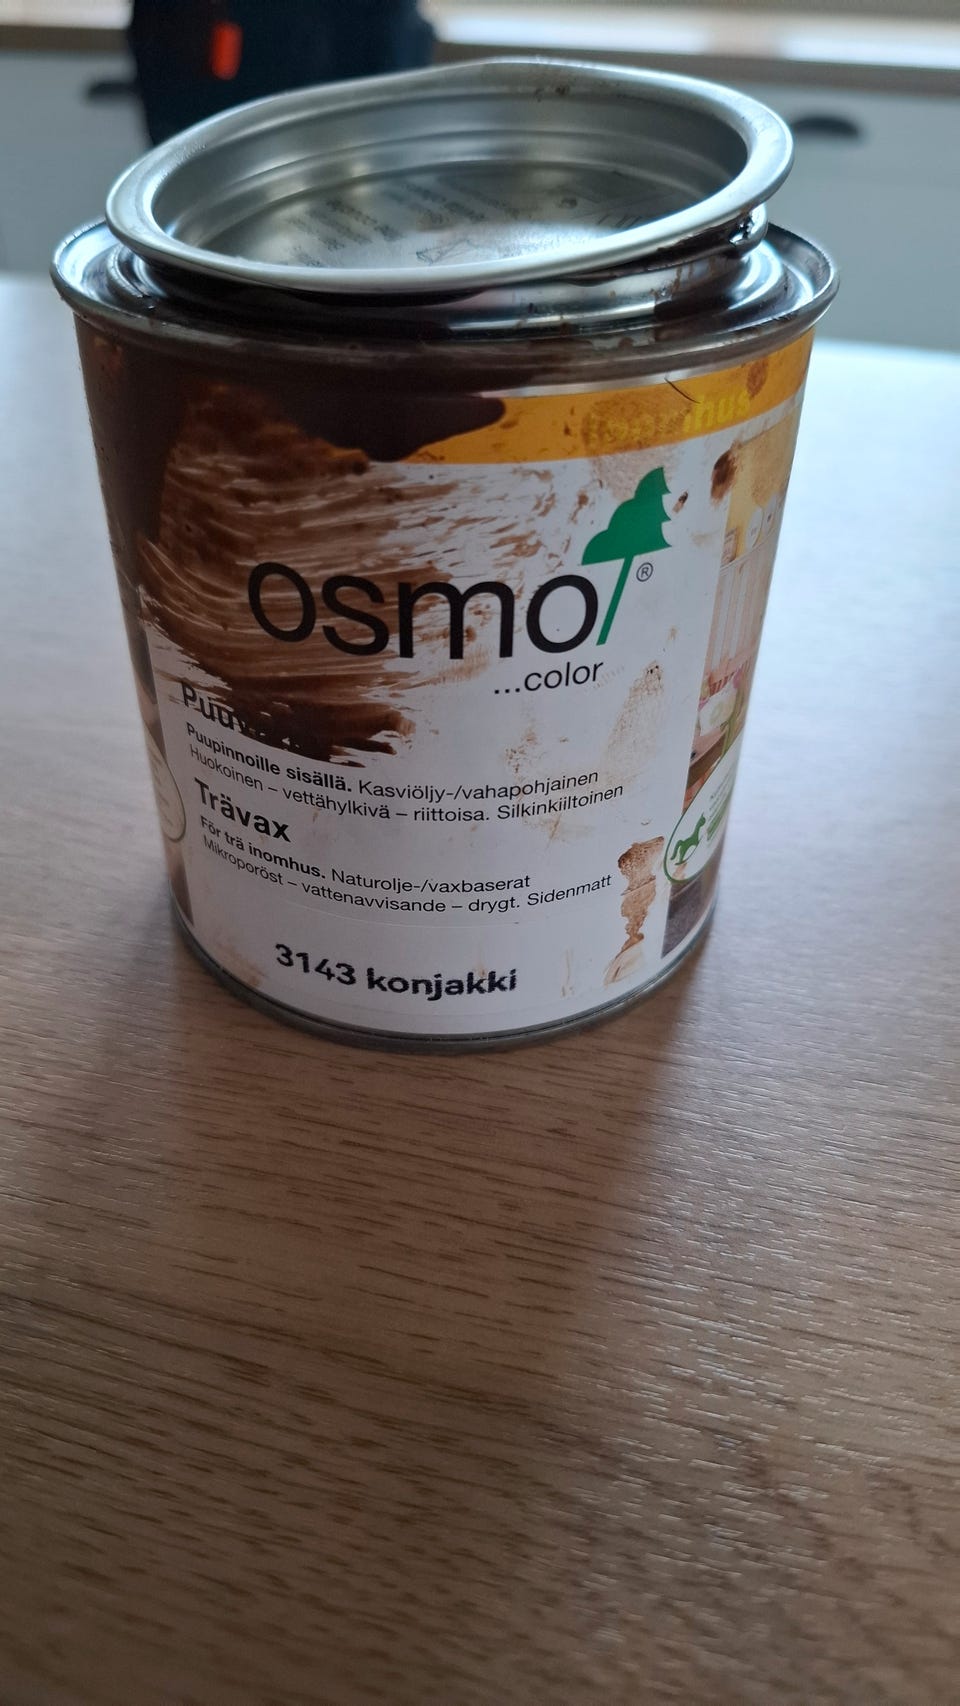 osmo®
...color
Puupinnoille sisällä. Kasviöljy-/vahapohjainen
Huokoinen – vettähylkivä – riittoisa. Silkinkiiltoinen
Trävax
För trä inomhus. Naturolje-/vaxbaserat
Mikroporöst – vattenavvisande – drygt. Sidenmatt
3143 konjakki